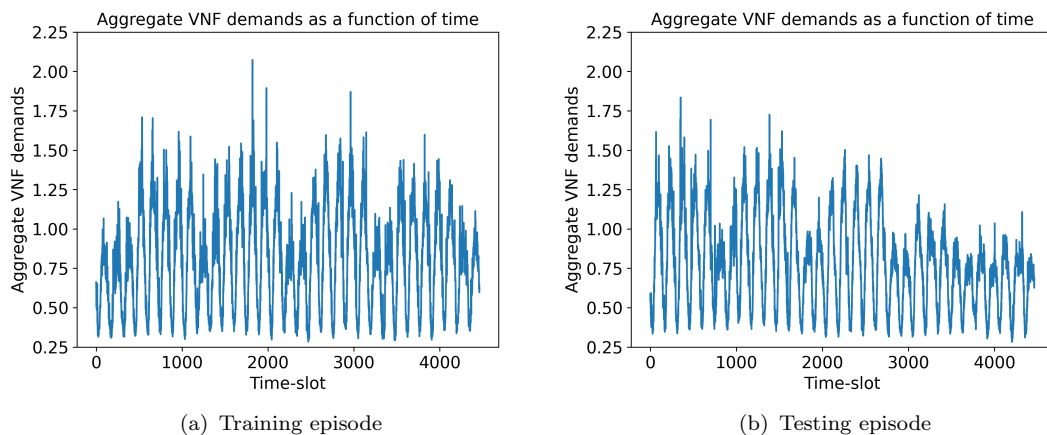 Aggregate VNF demands as a function of time
2.25
2.00
1.75
1.50
1.25
1.00
0.75
0.50
0.25
Aggregate VNF demands
0 1000 2000 3000 4000
Time-slot
(a) Training episode
Aggregate VNF demands as a function of time
2.25
2.00
1.75
1.50
1.25
1.00
0.75
0.50
0.25
Aggregate VNF demands
0 1000 2000 3000 4000
Time-slot
(b) Testing episode